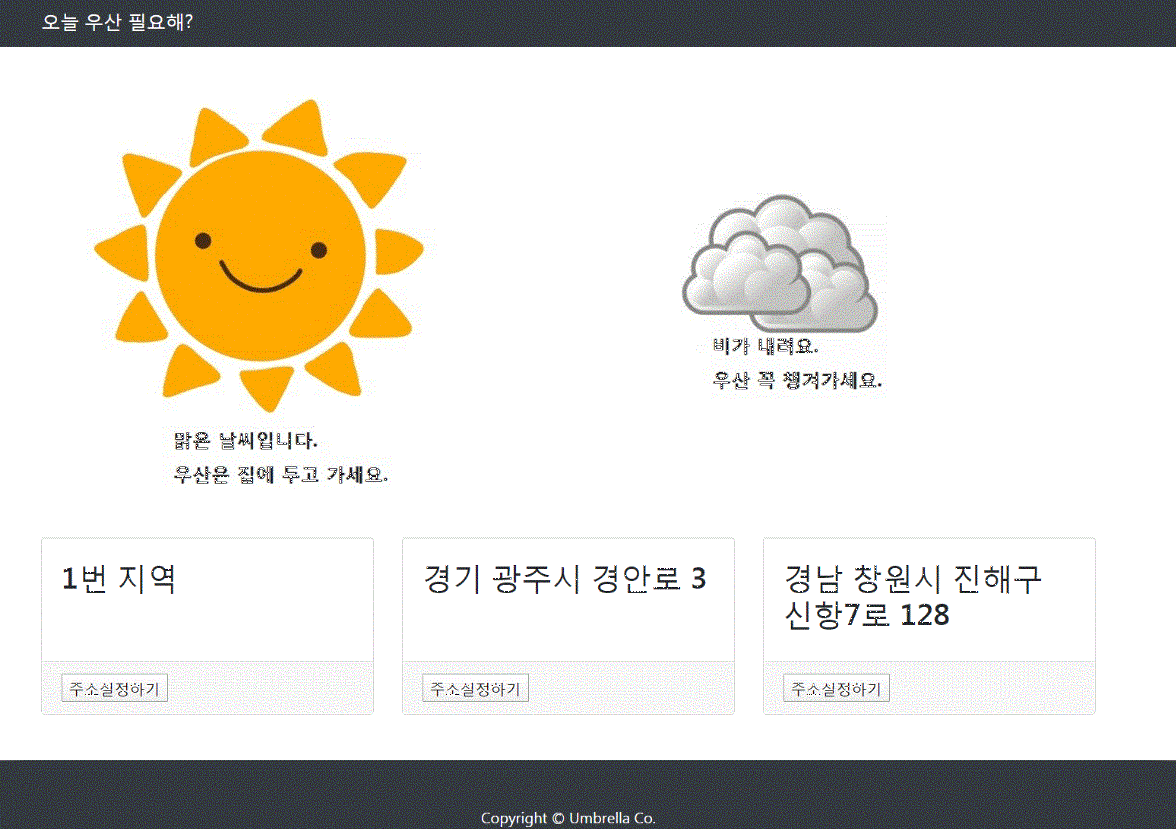 오늘 우산 필요해?
맑은 날씨입니다.
우산은 집에 두고 가세요.
비가 내려요.
우산 꼭 챙겨가세요.
1번 지역
주소설정하기
경기 광주시 경안로 3
주소설정하기
경남 창원시 진해구
신항7로 128
주소설정하기
Copyright © Umbrella Co.